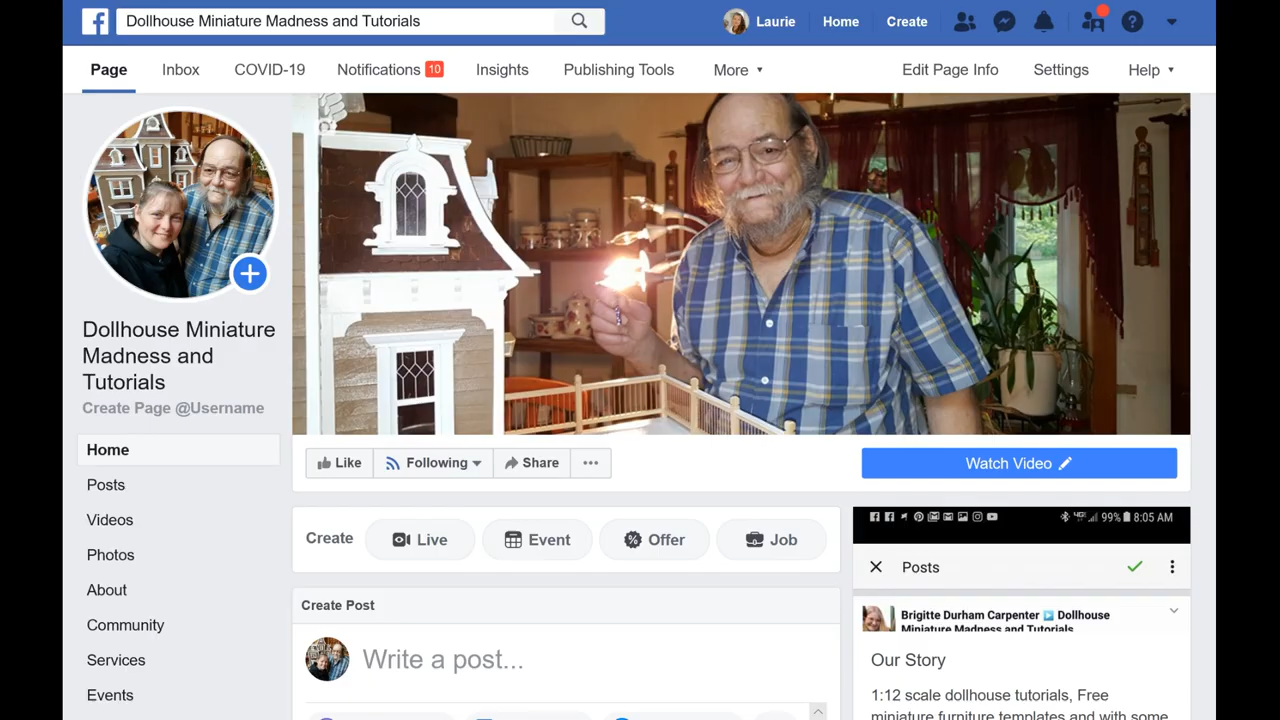 Dollhouse Miniature Madness and Tutorials
Laurie
Home
Create
Page
Inbox
COVID-19
Notifications 10
Insights
Publishing Tools
More
Edit Page Info
Settings
Help
Dollhouse Miniature
Madness and
Tutorials
Create Page @Username
Home
Posts
Videos
Photos
About
Community
Services
Events
Like
Following
Share
Watch Video
Create
Live
Event
Offer
Job
Create Post
Write a post...
99% 8:05 AM
Posts
Brigitte Durham Carpenter Dollhouse
Miniature Madness and Tutorials
Our Story
1:12 scale dollhouse tutorials, Free
miniature furniture templates and with some